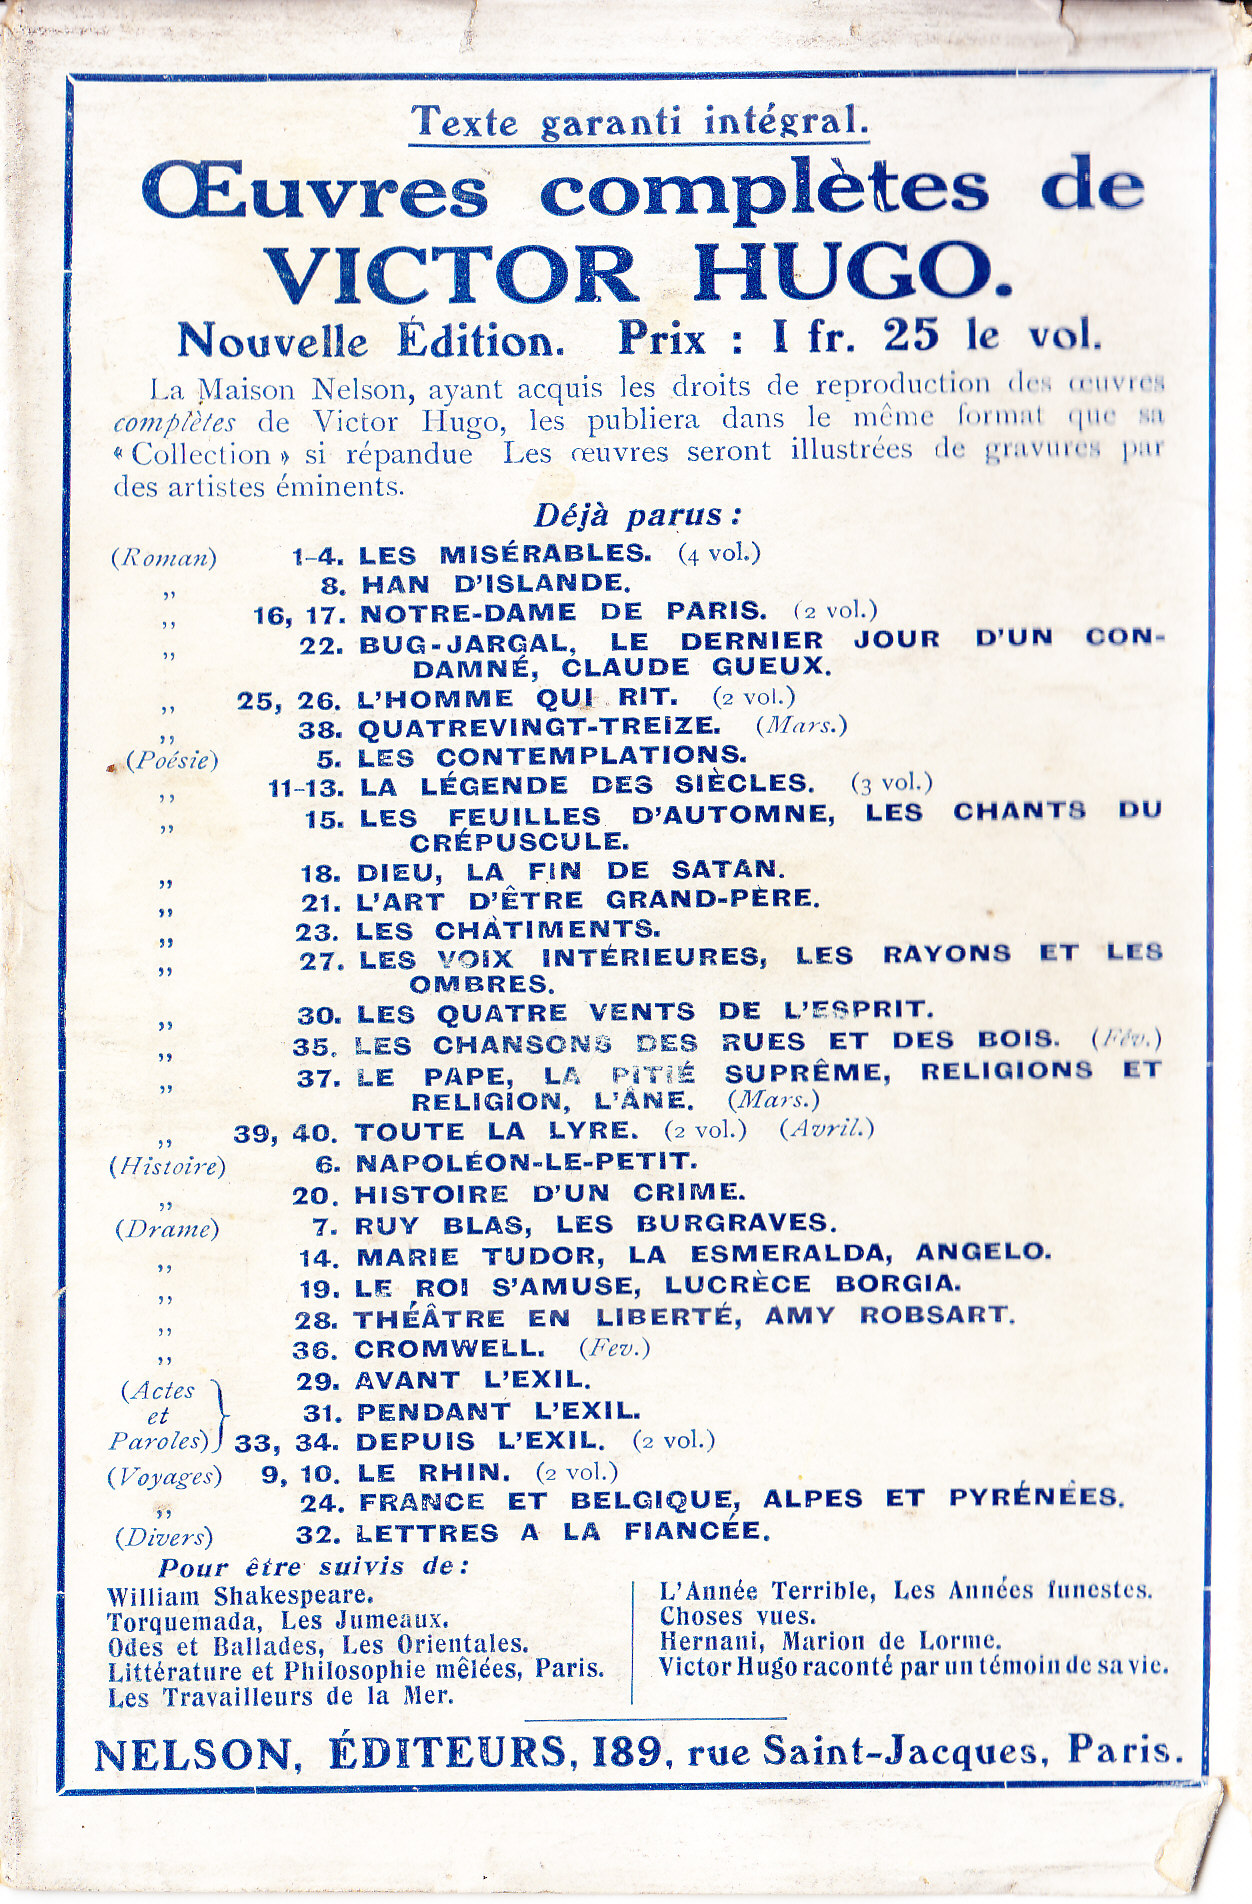 Texte garanti intégral.
Œuvres complètes de
VICTOR HUGO.
Nouvelle Édition. Prix : 1 fr. 25 le vol.
La Maison Nelson, ayant acquis les droits de reproduction des œuvres
complètes de Victor Hugo, les publiera dans le même format que sa
« Collection » si répandue Les œuvres seront illustrées de gravures par
des artistes éminents.
Déjà parus :
(Roman) 1-4. LES MISÉRABLES. (4 vol.)
„ 8. HAN D'ISLANDE.
„ 16, 17. NOTRE-DAME DE PARIS. (2 vol.)
„ 22. BUG-JARGAL, LE DERNIER JOUR D'UN CON-
DAMNÉ, CLAUDE GUEUX.
„ 25, 26. L'HOMME QUI RIT. (2 vol.)
„ 38. QUATREVINGT-TREIZE. (Mars.)
(Poésie) 5. LES CONTEMPLATIONS.
„ 11-13. LA LÉGENDE DES SIÈCLES. (3 vol.)
„ 15. LES FEUILLES D'AUTOMNE, LES CHANTS DU
CRÉPUSCULE.
„ 18. DIEU, LA FIN DE SATAN.
„ 21. L'ART D'ÊTRE GRAND-PÈRE.
„ 23. LES CHÂTIMENTS.
„ 27. LES VOIX INTÉRIEURES, LES RAYONS ET LES
OMBRES.
„ 30. LES QUATRE VENTS DE L'ESPRIT.
„ 35. LES CHANSONS DES RUES ET DES BOIS. (Fév.)
„ 37. LE PAPE, LA PITIÉ SUPRÊME, RELIGIONS ET
RELIGION, L'ÂNE. (Mars.)
„ 39, 40. TOUTE LA LYRE. (2 vol.) (Avril.)
(Histoire) 6. NAPOLÉON-LE-PETIT.
„ 20. HISTOIRE D'UN CRIME.
(Drame) 7. RUY BLAS, LES BURGRAVES.
„ 14. MARIE TUDOR, LA ESMERALDA, ANGELO.
„ 19. LE ROI S'AMUSE, LUCRÈCE BORGIA.
„ 28. THÉÂTRE EN LIBERTÉ, AMY ROBSART.
„ 36. CROMWELL. (Fev.)
(Actes 29. AVANT L'EXIL.
et 31. PENDANT L'EXIL.
Paroles) 33, 34. DEPUIS L'EXIL. (2 vol.)
(Voyages) 9, 10. LE RHIN. (2 vol.)
„ 24. FRANCE ET BELGIQUE, ALPES ET PYRÉNÉES.
(Divers) 32. LETTRES A LA FIANCÉE.
Pour être suivis de :
William Shakespeare.
Torquemada, Les Jumeaux.
Odes et Ballades, Les Orientales.
Littérature et Philosophie mêlées, Paris.
Les Travailleurs de la Mer.
L'Année Terrible, Les Années funestes.
Choses vues.
Hernani, Marion de Lorme.
Victor Hugo raconté par un témoin de sa vie.
NELSON, ÉDITEURS, 189, rue Saint-Jacques, Paris.